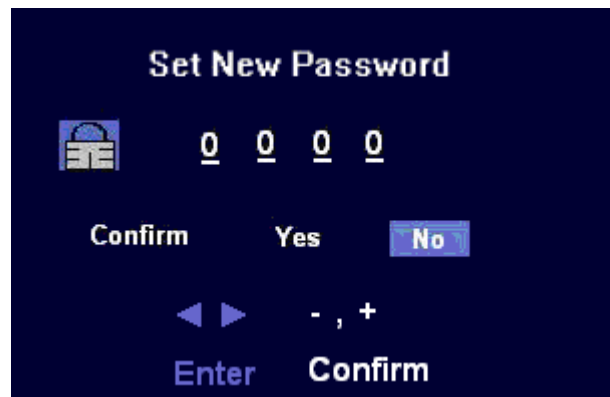 Set New Password
0 0 0 0
Confirm Yes No
◀ ▶ - , +
Enter Confirm